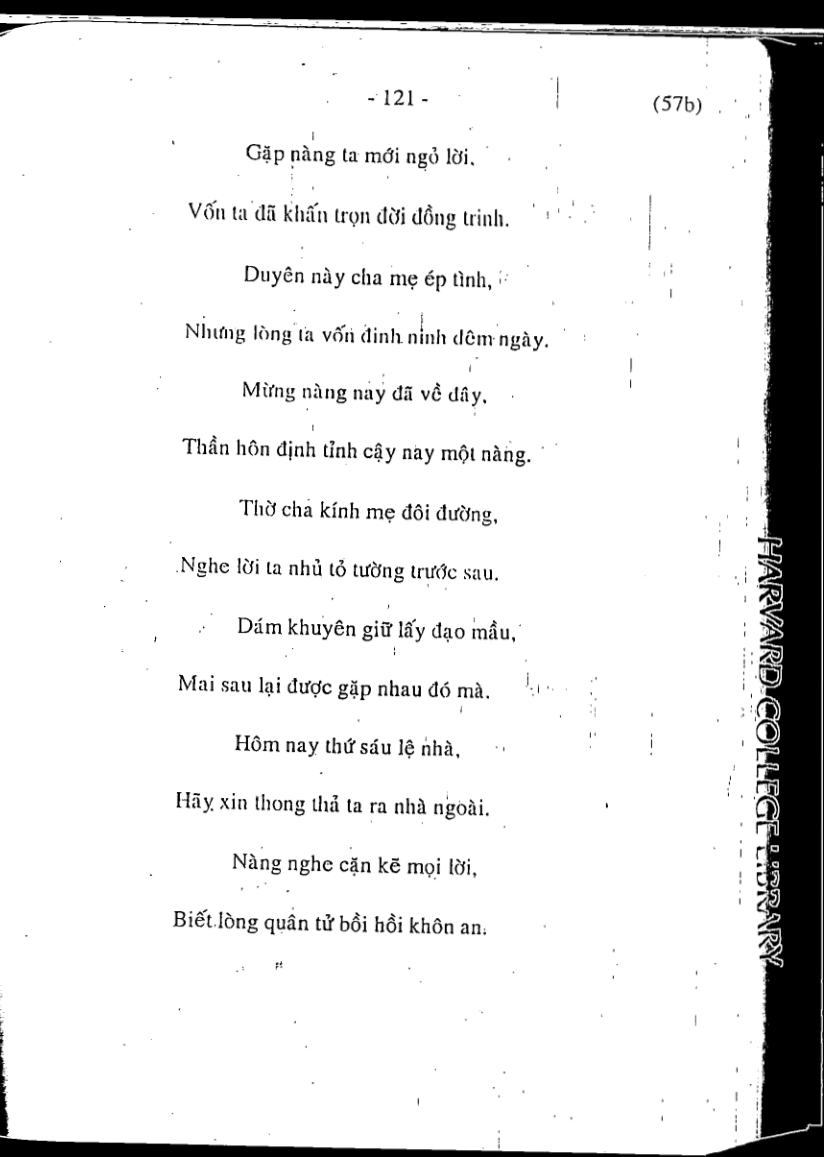 - 121 -
(57b)
Gặp nàng ta mới ngỏ lời.
Vốn ta đã khấn trọn đời đồng trinh.
Duyên này cha mẹ ép tình,
Nhưng lòng ta vốn đinh ninh đêm ngày.
Mừng nàng nay đã về đây,
Thần hôn định tỉnh cậy nay một nàng.
Thờ cha kính mẹ đôi đường,
Nghe lời ta nhủ tỏ tường trước sau.
Dám khuyên giữ lấy đạo mầu,
Mai sau lại được gặp nhau đó mà.
Hôm nay thứ sáu lệ nhà,
Hãy xin thong thả ta ra nhà ngoài.
Nàng nghe cặn kẽ mọi lời,
Biết lòng quân tử bồi hồi khôn an.
HARVARD COLLEGE LIBRARY